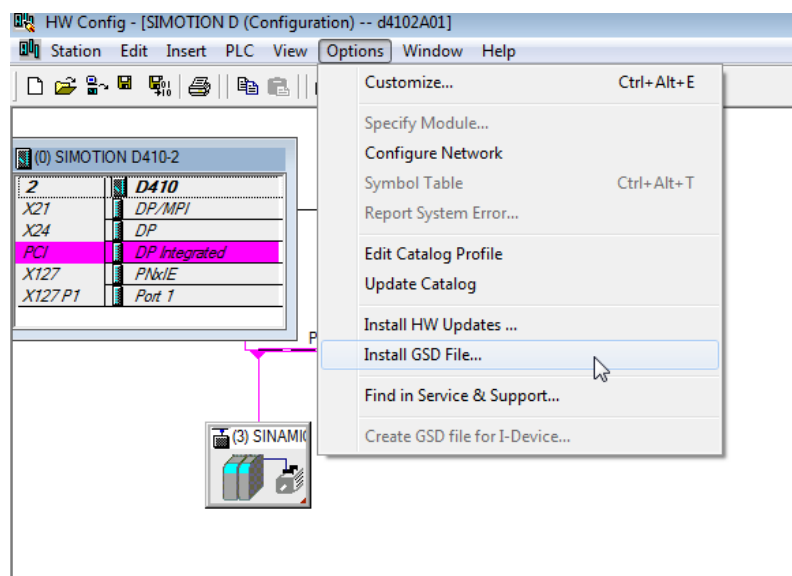 HW Config - [SIMOTION D (Configuration) -- d4102A01]
Station Edit Insert PLC View Options Window Help
Customize... Ctrl+Alt+E
Specify Module...
Configure Network
Symbol Table Ctrl+Alt+T
Report System Error...
Edit Catalog Profile
Update Catalog
Install HW Updates ...
Install GSD File...
Find in Service & Support...
Create GSD file for I-Device...
(0) SIMOTION D410-2
2 D410
X21 DP/MPI
X24 DP
PCI DP Integrated
X127 PNxIE
X127 P1 Port 1
P
(3) SINAMI